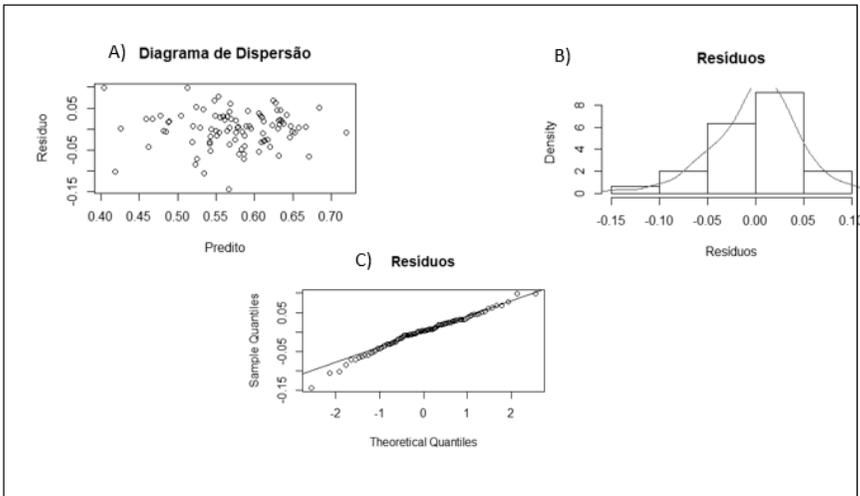 A) Diagrama de Dispersão
Resíduo
0.05
-0.05
-0.15
0.40 0.45 0.50 0.55 0.60 0.65 0.70
Predito
B) Resíduos
Density
8
6
4
2
0
-0.15 -0.10 -0.05 0.00 0.05 0.10
Resíduos
C) Resíduos
Sample Quantiles
0.05
-0.05
-0.15
-2 -1 0 1 2
Theoretical Quantiles